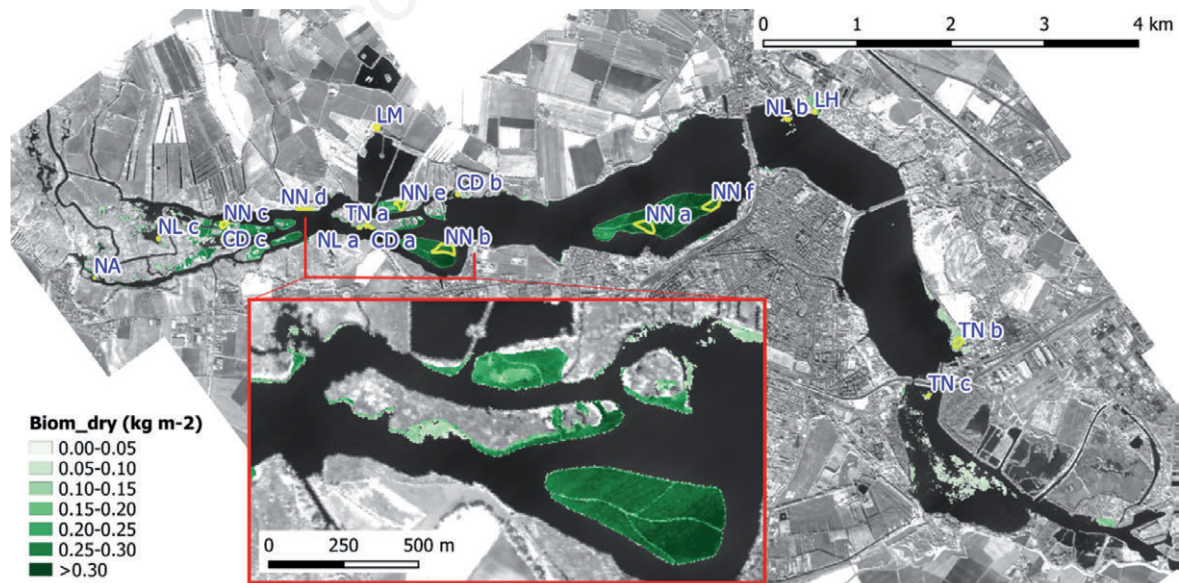 0 1 2 3 4 km
NL b LH
LM
CD b
NN e
NN f
NN d
NN a
TN a
NN c
NL c CD c NL a CD a NN b
NA
TN b
TN c
Biom_dry (kg m-2)
0.00-0.05
0.05-0.10
0.10-0.15
0.15-0.20
0.20-0.25
0.25-0.30
>0.30
0 250 500 m